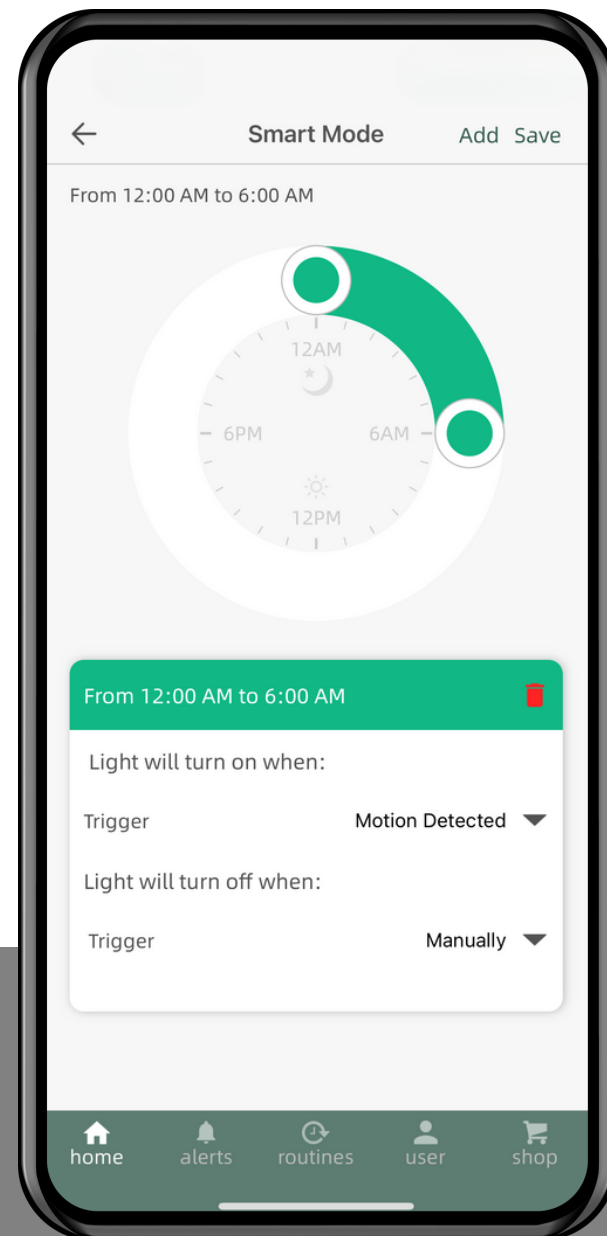 Smart Mode Add Save
From 12:00 AM to 6:00 AM
12AM
6PM 6AM
12PM
From 12:00 AM to 6:00 AM
Light will turn on when:
Trigger Motion Detected
Light will turn off when:
Trigger Manually
home alerts routines user shop